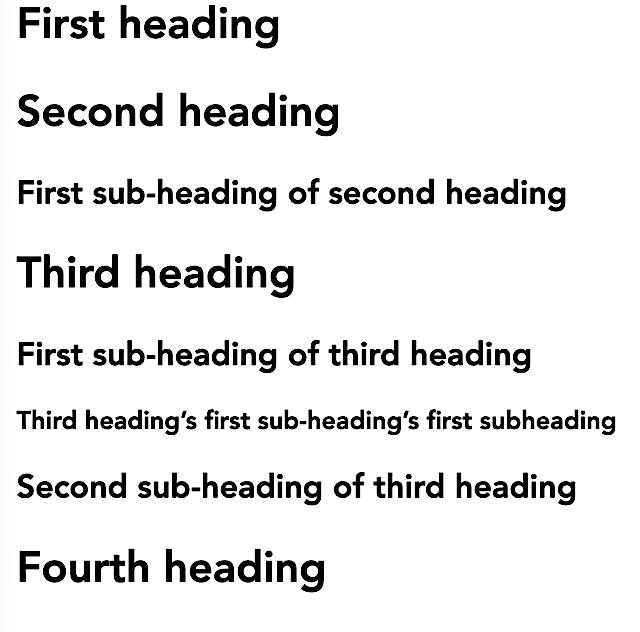 First heading
Second heading
First sub-heading of second heading
Third heading
First sub-heading of third heading
Third heading’s first sub-heading’s first subheading
Second sub-heading of third heading
Fourth heading